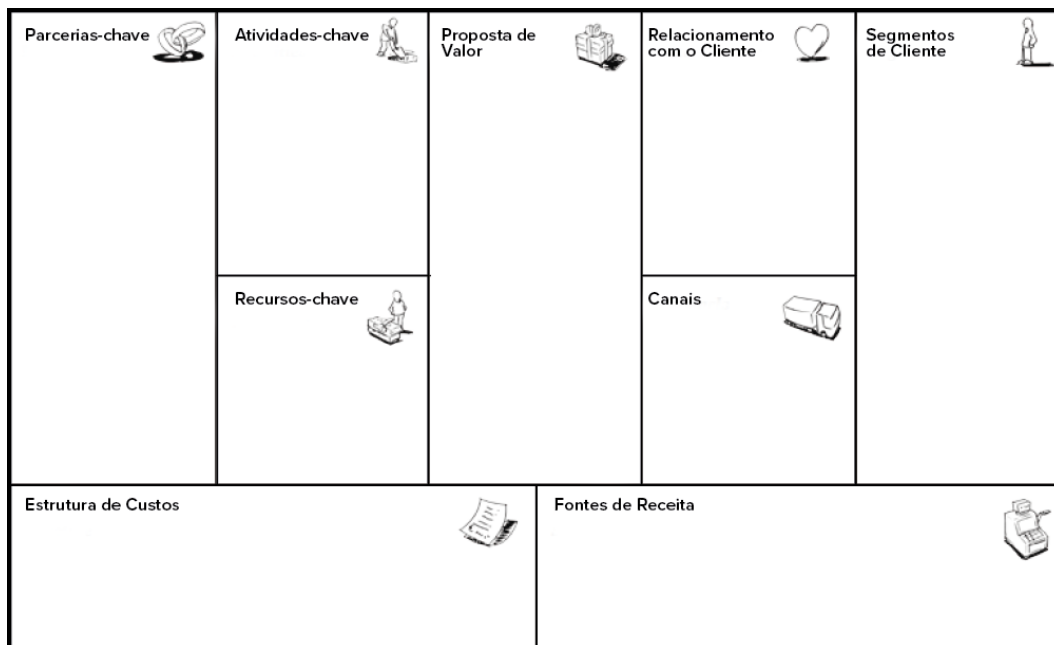 Parcerias-chave
Atividades-chave
Proposta de
Valor
Relacionamento
com o Cliente
Segmentos
de Cliente
Recursos-chave
Canais
Estrutura de Custos
Fontes de Receita